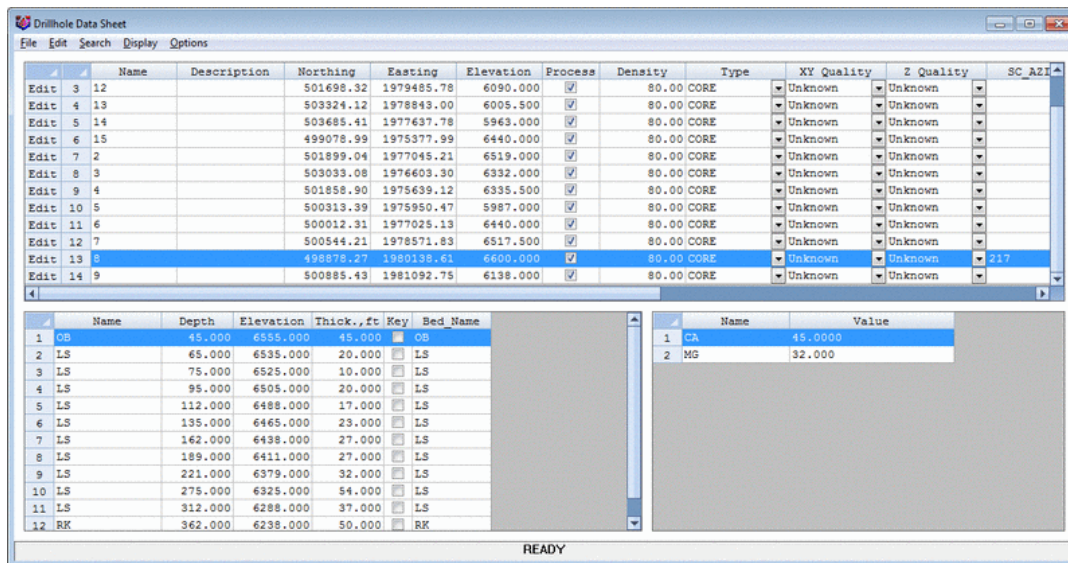 Drillhole Data Sheet
File Edit Search Display Options
Name Description Northing Easting Elevation Process Density Type XY Quality Z Quality SC_AZI
Edit 3 12 501698.32 1979485.78 6090.000 80.00 CORE Unknown Unknown
Edit 4 13 503324.12 1978843.00 6005.500 80.00 CORE Unknown Unknown
Edit 5 14 503685.41 1977637.78 5963.000 80.00 CORE Unknown Unknown
Edit 6 15 499078.99 1975377.99 6440.000 80.00 CORE Unknown Unknown
Edit 7 2 501899.04 1977045.21 6519.000 80.00 CORE Unknown Unknown
Edit 8 3 503033.08 1976603.30 6332.000 80.00 CORE Unknown Unknown
Edit 9 4 501858.90 1975639.12 6335.500 80.00 CORE Unknown Unknown
Edit 10 5 500313.39 1975950.47 5987.000 80.00 CORE Unknown Unknown
Edit 11 6 500012.31 1977025.13 6440.000 80.00 CORE Unknown Unknown
Edit 12 7 500544.21 1978571.83 6517.500 80.00 CORE Unknown Unknown
Edit 13 8 498878.27 1980138.61 6600.000 80.00 CORE Unknown Unknown 217
Edit 14 9 500885.43 1981092.75 6138.000 80.00 CORE Unknown Unknown
Name Depth Elevation Thick.,ft Key Bed_Name
1 OB 45.000 6555.000 45.000 OB
2 LS 65.000 6535.000 20.000 LS
3 LS 75.000 6525.000 10.000 LS
4 LS 95.000 6505.000 20.000 LS
5 LS 112.000 6488.000 17.000 LS
6 LS 135.000 6465.000 23.000 LS
7 LS 162.000 6438.000 27.000 LS
8 LS 189.000 6411.000 27.000 LS
9 LS 221.000 6379.000 32.000 LS
10 LS 275.000 6325.000 54.000 LS
11 LS 312.000 6288.000 37.000 LS
12 RK 362.000 6238.000 50.000 RK
Name Value
1 CA 45.0000
2 MG 32.000
READY